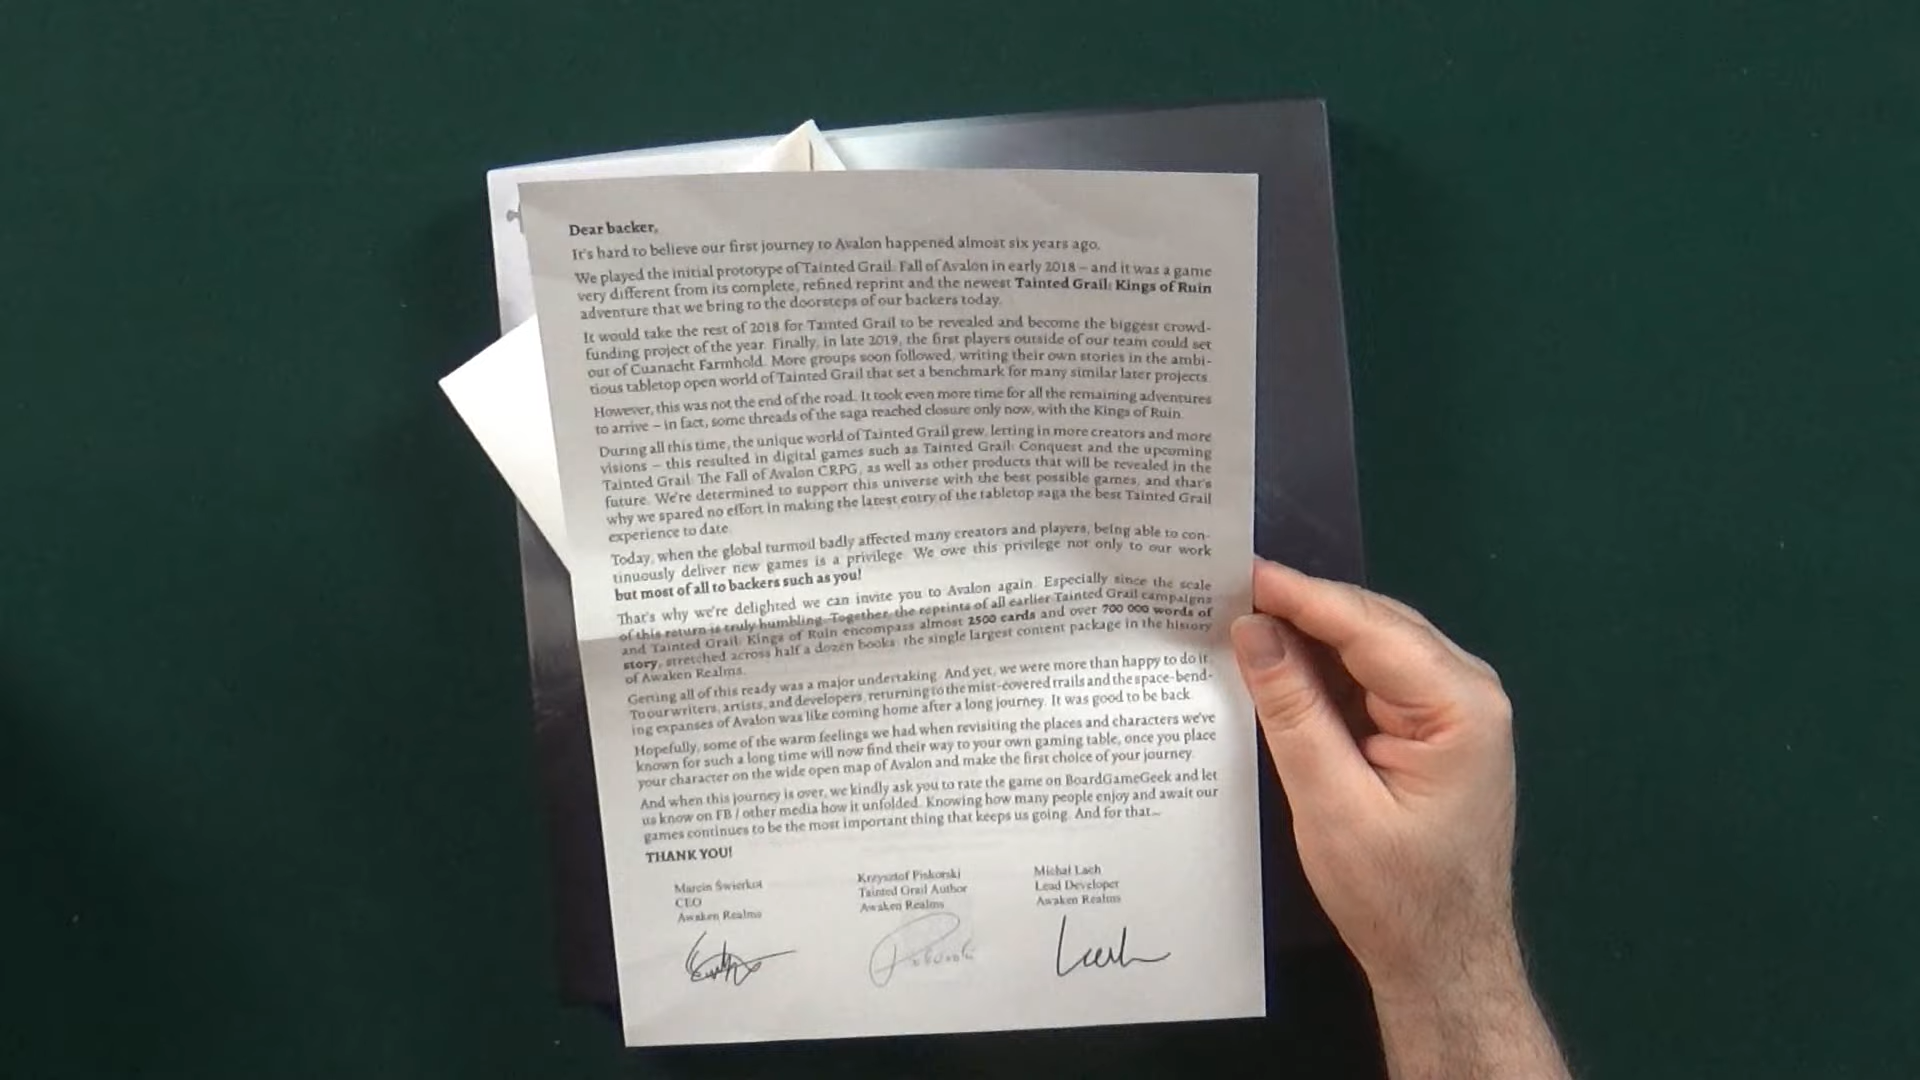 Dear backer,
It's hard to believe our first journey to Avalon happened almost six years ago.
We played the initial prototype of Tainted Grail: Fall of Avalon in early 2018 – and it was a game
very different from its complete, refined reprint and the newest Tainted Grail: Kings of Ruin
adventure that we bring to the doorsteps of our backers today.
It would take the rest of 2018 for Tainted Grail to be revealed and become the biggest crowd-
funding project of the year. Finally, in late 2019, the first players outside of our team could set
out of Cuanacht Farmhold. More groups soon followed, writing their own stories in the ambi-
tious tabletop open world of Tainted Grail that set a benchmark for many similar later projects.
However, this was not the end of the road. It took even more time for all the remaining adventures
to arrive – in fact, some threads of the saga reached closure only now, with the Kings of Ruin.
During all this time, the unique world of Tainted Grail grew, letting in more creators and more
visions – this resulted in digital games such as Tainted Grail: Conquest and the upcoming
Tainted Grail: The Fall of Avalon CRPG, as well as other products that will be revealed in the
future. We're determined to support this universe with the best possible games, and that's
why we spared no effort in making the latest entry of the tabletop saga the best Tainted Grail
experience to date.
Today, when the global turmoil badly affected many creators and players, being able to con-
tinuously deliver new games is a privilege. We owe this privilege not only to our work
but most of all to backers such as you!
That's why we're delighted we can invite you to Avalon again. Especially since the scale
of this return is truly humbling. Together, the reprints of all earlier Tainted Grail campaigns
and Tainted Grail: Kings of Ruin encompass almost 2500 cards and over 700 000 words of
story, stretched across half a dozen books: the single largest content package in the history
of Awaken Realms.
Getting all of this ready was a major undertaking. And yet, we were more than happy to do it.
To our writers, artists, and developers, returning to the mist-covered trails and the space-bend-
ing expanses of Avalon was like coming home after a long journey. It was good to be back.
Hopefully, some of the warm feelings we had when revisiting the places and characters we've
known for such a long time will now find their way to your own gaming table, once you place
your character on the wide open map of Avalon and make the first choice of your journey.
And when this journey is over, we kindly ask you to rate the game on BoardGameGeek and let
us know on FB / other media how it unfolded. Knowing how many people enjoy and await our
games continues to be the most important thing that keeps us going. And for that...
THANK YOU!
Marcin Świerkot
CEO
Awaken Realms
Krzysztof Piskorski
Tainted Grail Author
Awaken Realms
Michał Lach
Lead Developer
Awaken Realms